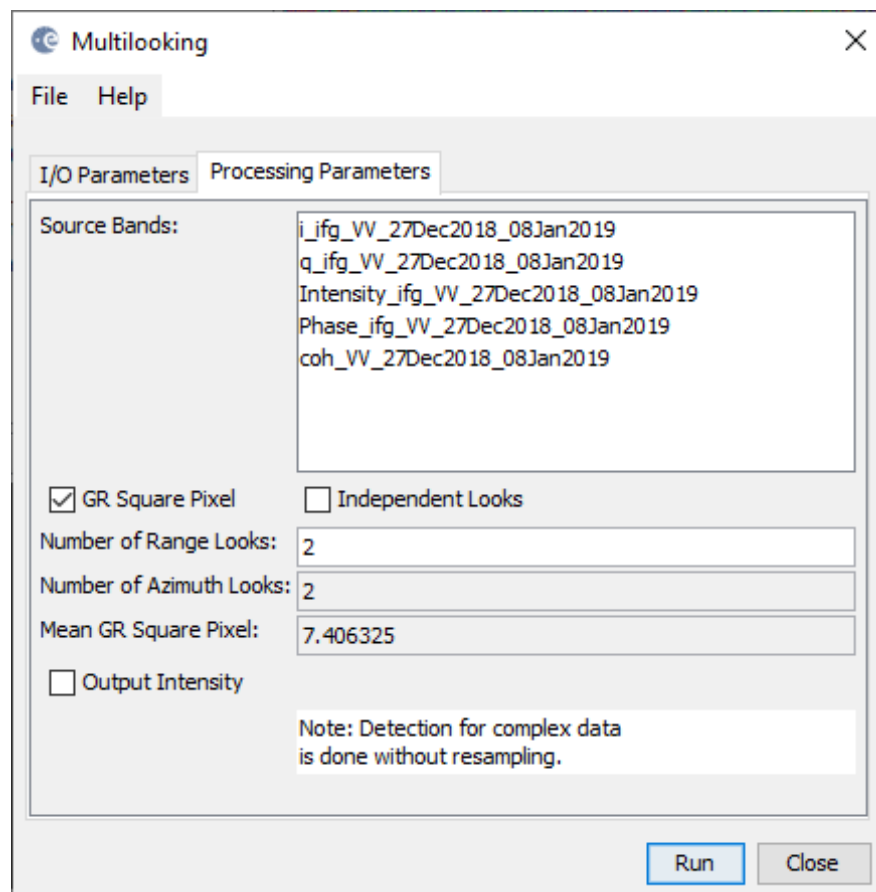 Multilooking
File Help
I/O Parameters Processing Parameters
Source Bands:
i_ifg_VV_27Dec2018_08Jan2019
q_ifg_VV_27Dec2018_08Jan2019
Intensity_ifg_VV_27Dec2018_08Jan2019
Phase_ifg_VV_27Dec2018_08Jan2019
coh_VV_27Dec2018_08Jan2019
GR Square Pixel Independent Looks
Number of Range Looks: 2
Number of Azimuth Looks: 2
Mean GR Square Pixel: 7.406325
Output Intensity
Note: Detection for complex data
is done without resampling.
Run Close